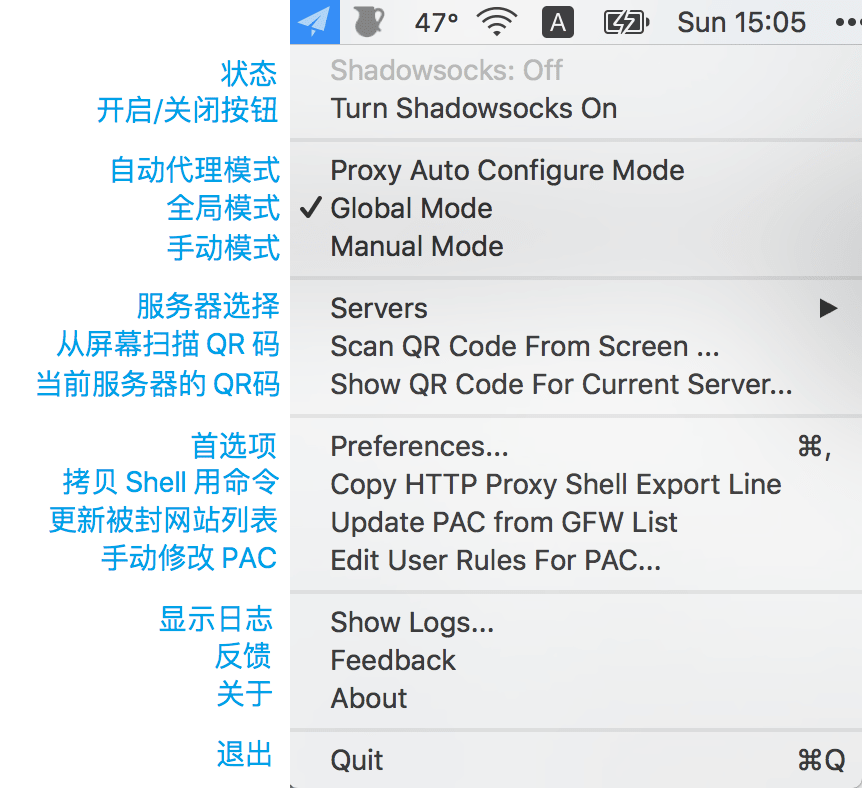 47° A Sun 15:05
状态 Shadowsocks: Off
开启/关闭按钮 Turn Shadowsocks On
自动代理模式 Proxy Auto Configure Mode
全局模式 ✓ Global Mode
手动模式 Manual Mode
服务器选择 Servers ▶
从屏幕扫描 QR 码 Scan QR Code From Screen ...
当前服务器的 QR码 Show QR Code For Current Server...
首选项 Preferences... ⌘,
拷贝 Shell 用命令 Copy HTTP Proxy Shell Export Line
更新被封网站列表 Update PAC from GFW List
手动修改 PAC Edit User Rules For PAC...
显示日志 Show Logs...
反馈 Feedback
关于 About
退出 Quit ⌘Q